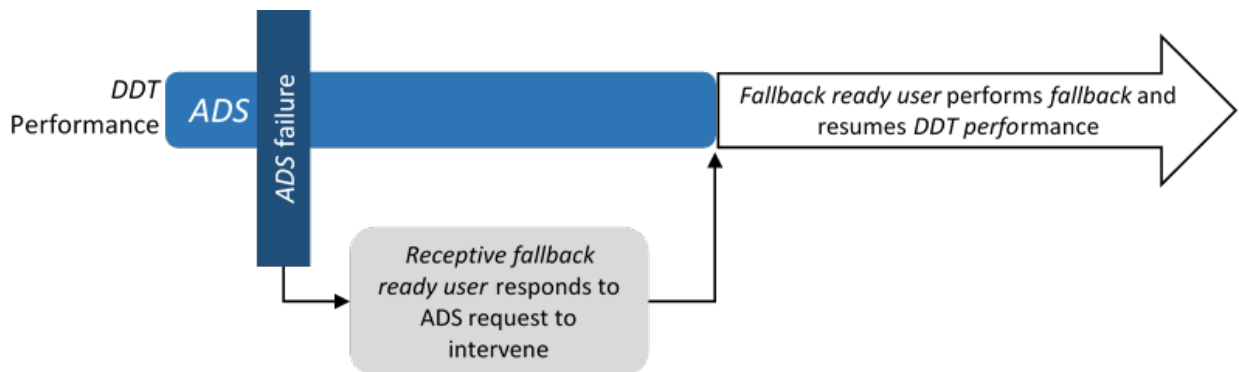 DDT
Performance
ADS
ADS failure
Fallback ready user performs fallback and
resumes DDT performance
Receptive fallback
ready user responds to
ADS request to
intervene